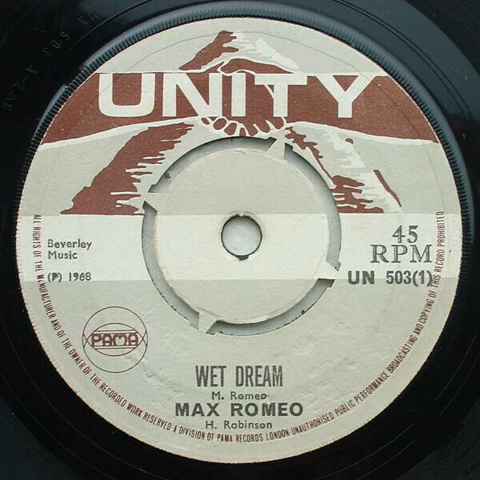 UNITY
Beverley
Music
(P) 1968
45
RPM
UN 503(1)
PAMA
WET DREAM
M. Romeo
MAX ROMEO
H. Robinson
ALL RIGHTS OF THE MANUFACTURER AND OF THE OWNER OF THE RECORDED WORK RESERVED A DIVISION OF PAMA RECORDS LONDON UNAUTHORISED PUBLIC PERFORMANCE BROADCASTING AND COPYING OF THIS RECORD PROHIBITED